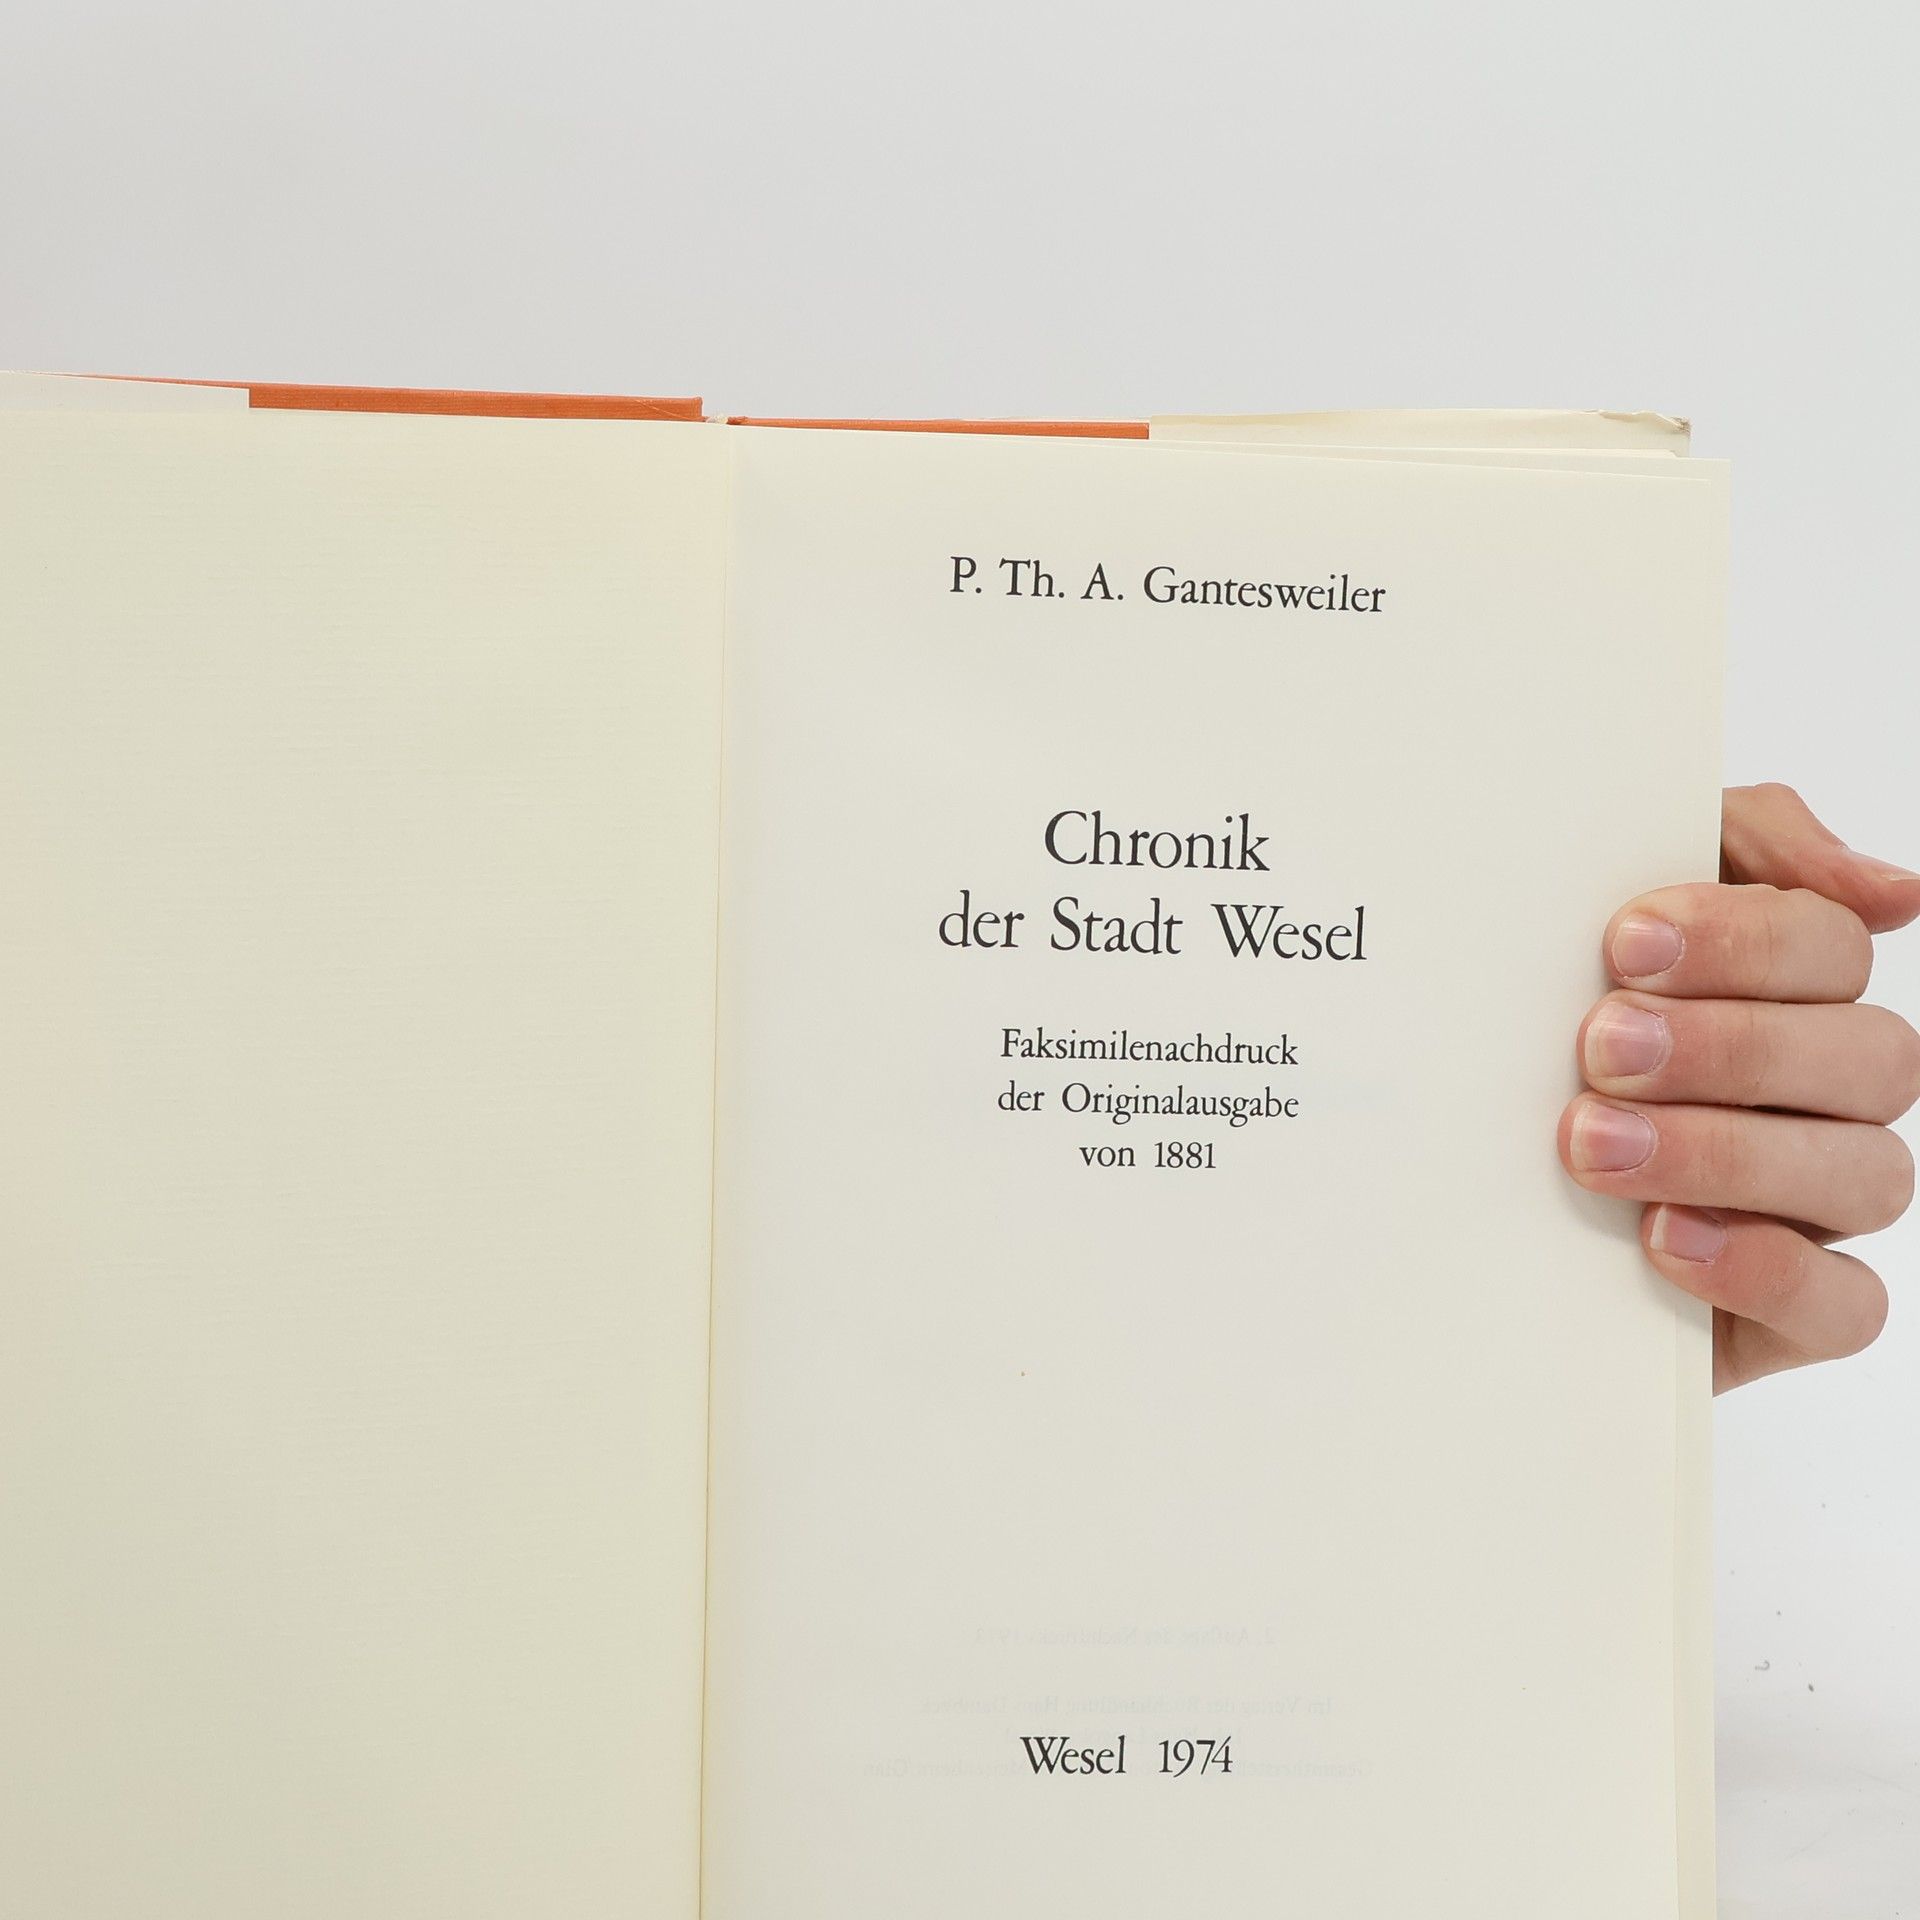 P. Th. A. Gantesweiler
Chronik
der Stadt Wesel
Faksimilenachdruck
der Originalausgabe
von 1881
Wesel 1974